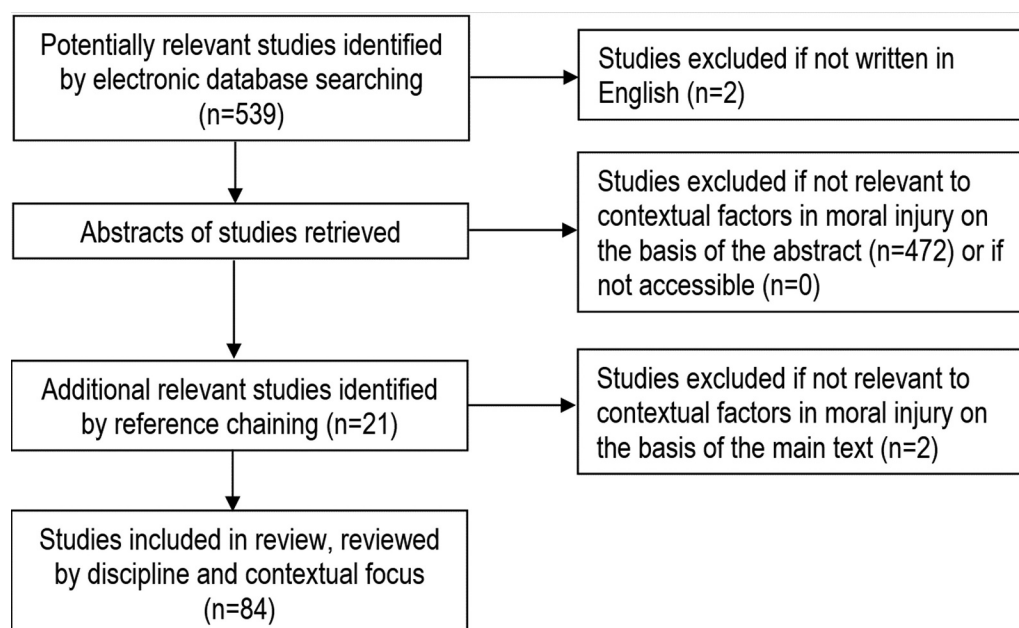 Potentially relevant studies identified
by electronic database searching
(n=539)
Studies excluded if not written in
English (n=2)
Abstracts of studies retrieved
Studies excluded if not relevant to
contextual factors in moral injury on
the basis of the abstract (n=472) or if
not accessible (n=0)
Additional relevant studies identified
by reference chaining (n=21)
Studies excluded if not relevant to
contextual factors in moral injury on
the basis of the main text (n=2)
Studies included in review, reviewed
by discipline and contextual focus
(n=84)